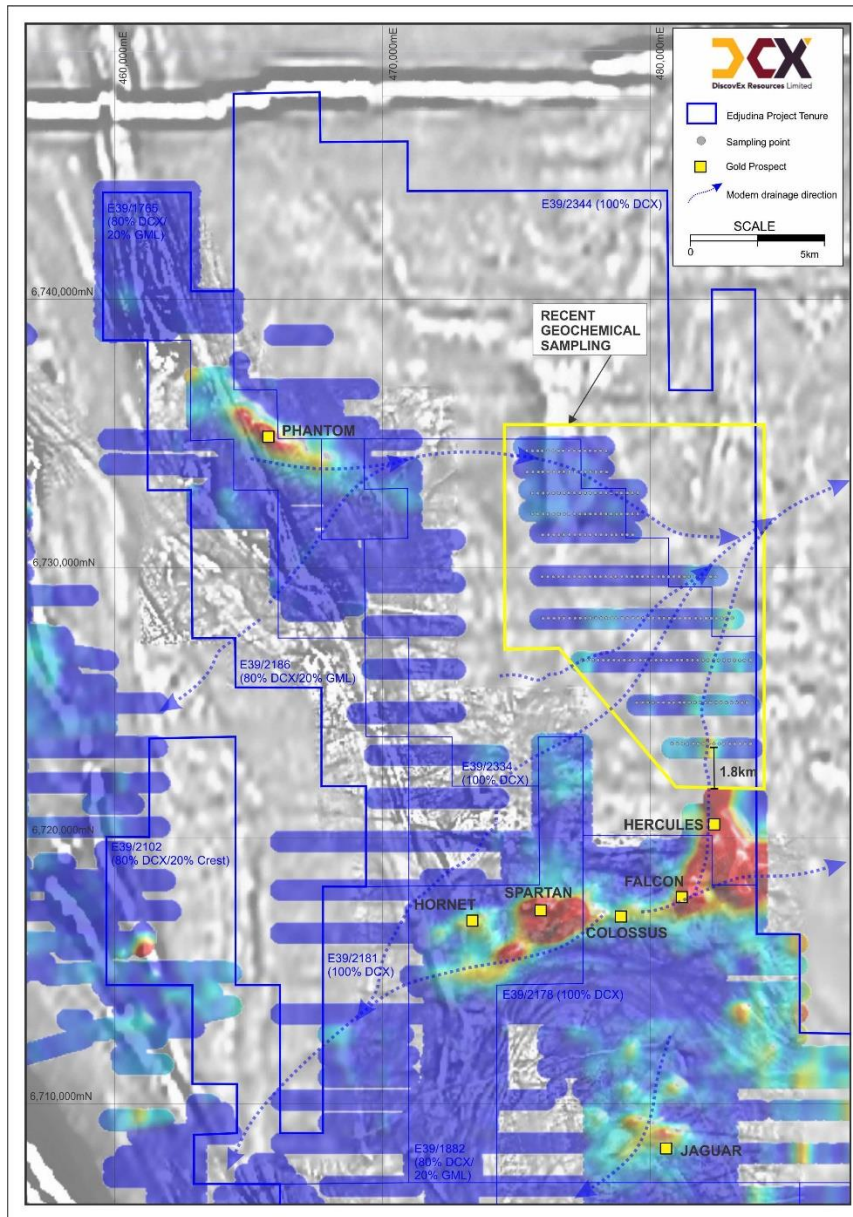 460,000mE
470,000mE
480,000mE
DCX
DiscovEx Resources Limited
Edjudina Project Tenure
Sampling point
Gold Prospect
Modern drainage direction
SCALE
0
5km
E39/1765
(80% DCX/
20% GML)
E39/2344 (100% DCX)
6,740,000mN
RECENT
GEOCHEMICAL
SAMPLING
PHANTOM
6,730,000mN
E39/2186
(80% DCX/20% GML)
E39/2334
(100% DCX)
1.8km
6,720,000mN
HERCULES
E39/2102
(80% DCX/20% Crest)
FALCON
SPARTAN
HORNET
COLOSSUS
E39/2181
(100% DCX)
E39/2178 (100% DCX)
6,710,000mN
E39/1882
(80% DCX/
20% GML)
JAGUAR